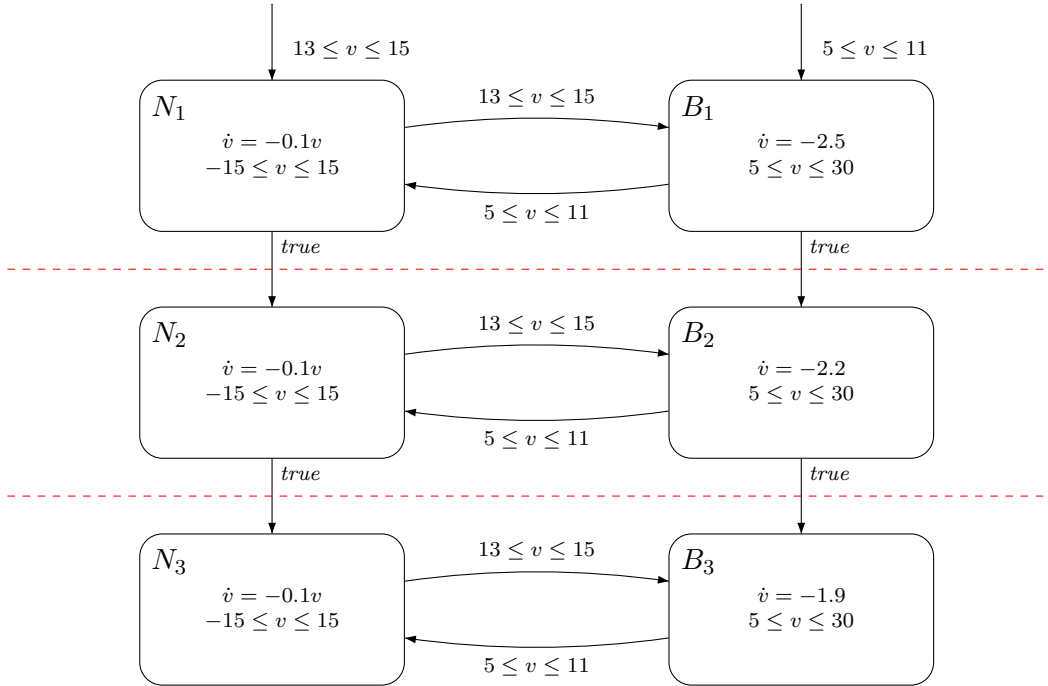 13 ≤ v ≤ 15
5 ≤ v ≤ 11
N₁
v̇ = −0.1v
−15 ≤ v ≤ 15
13 ≤ v ≤ 15
5 ≤ v ≤ 11
B₁
v̇ = −2.5
5 ≤ v ≤ 30
true
true
N₂
v̇ = −0.1v
−15 ≤ v ≤ 15
13 ≤ v ≤ 15
5 ≤ v ≤ 11
B₂
v̇ = −2.2
5 ≤ v ≤ 30
true
true
N₃
v̇ = −0.1v
−15 ≤ v ≤ 15
13 ≤ v ≤ 15
5 ≤ v ≤ 11
B₃
v̇ = −1.9
5 ≤ v ≤ 30